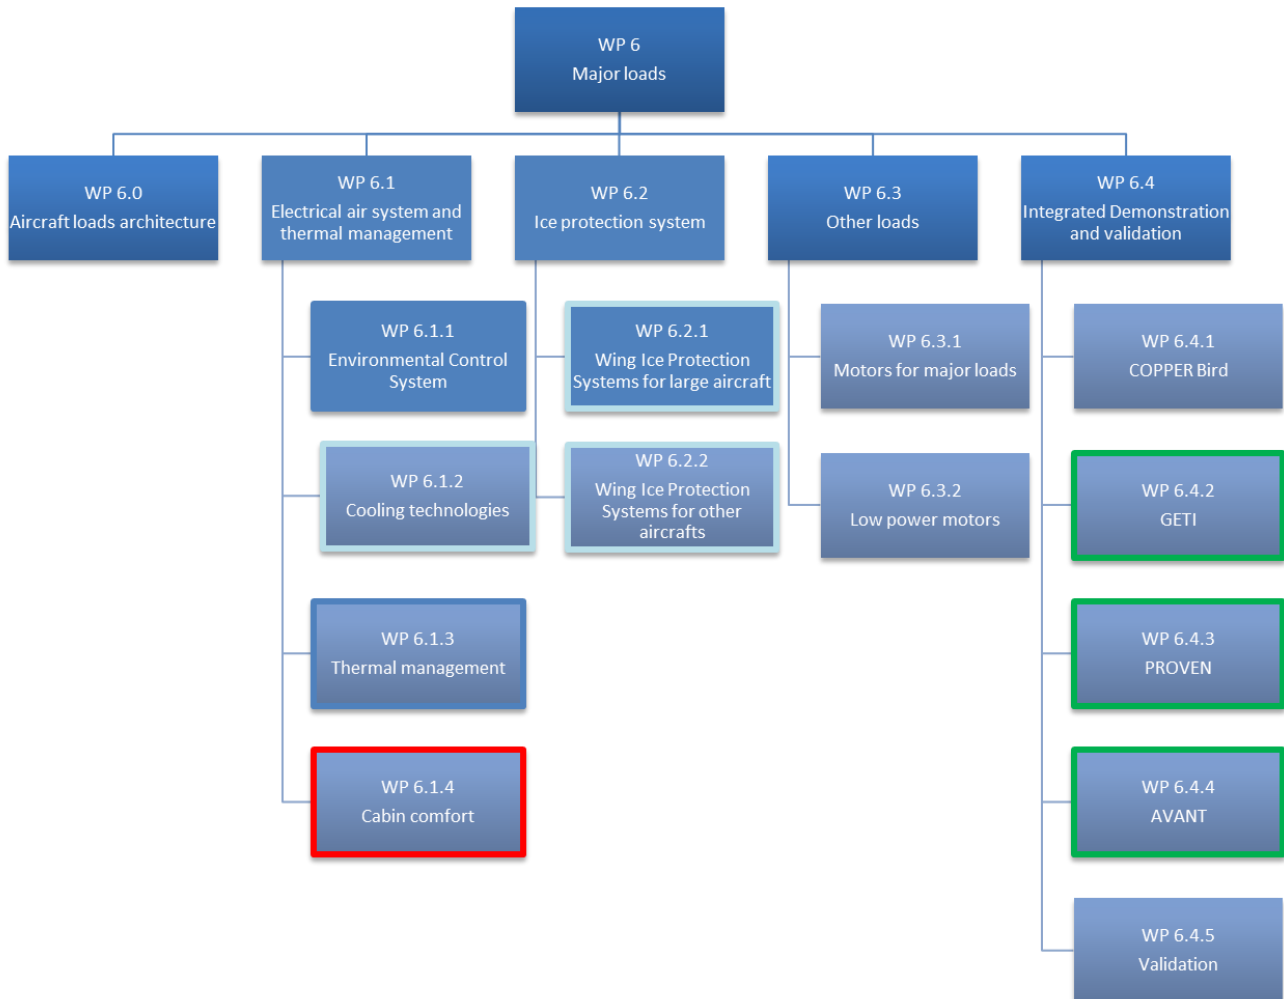 WP 6
Major loads
WP 6.0
Aircraft loads architecture
WP 6.1
Electrical air system and
thermal management
WP 6.2
Ice protection system
WP 6.3
Other loads
WP 6.4
Integrated Demonstration
and validation
WP 6.1.1
Environmental Control
System
WP 6.2.1
Wing Ice Protection
Systems for large aircraft
WP 6.3.1
Motors for major loads
WP 6.4.1
COPPER Bird
WP 6.1.2
Cooling technologies
WP 6.2.2
Wing Ice Protection
Systems for other
aircrafts
WP 6.3.2
Low power motors
WP 6.4.2
GETI
WP 6.1.3
Thermal management
WP 6.4.3
PROVEN
WP 6.1.4
Cabin comfort
WP 6.4.4
AVANT
WP 6.4.5
Validation